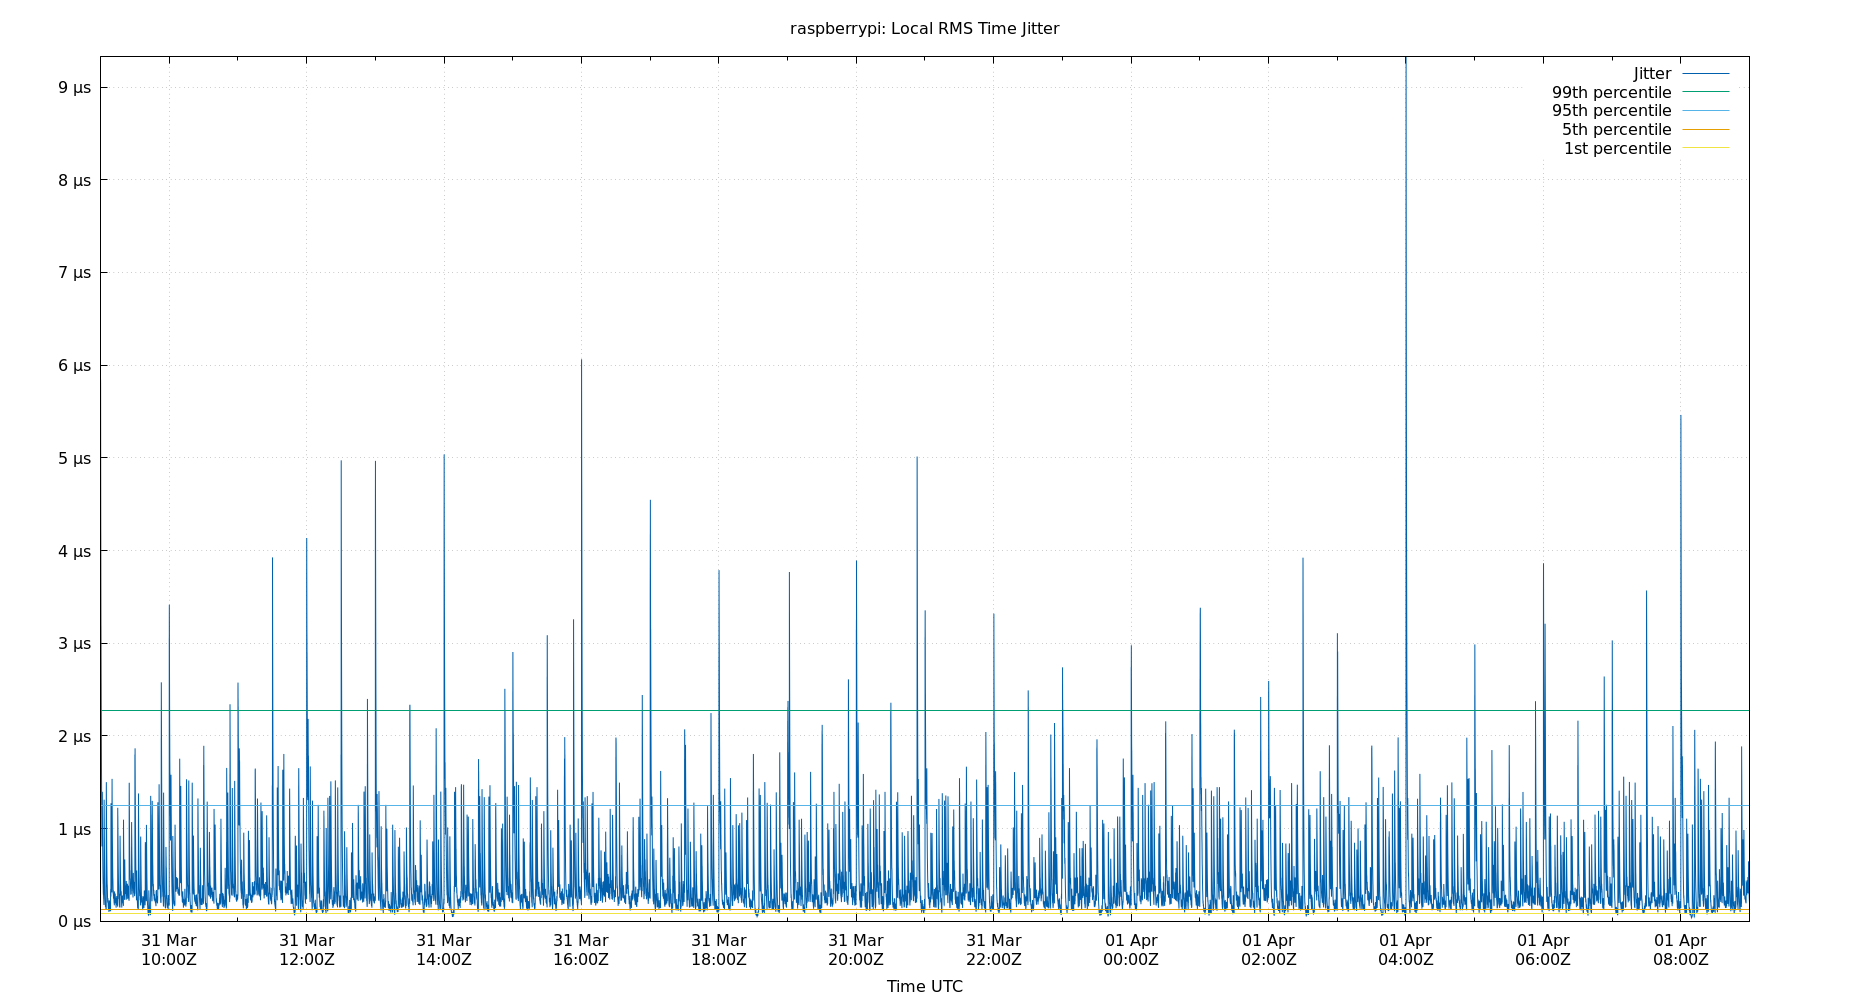 raspberrypi: Local RMS Time Jitter
Jitter
99th percentile
95th percentile
5th percentile
1st percentile
9 µs
8 µs
7 µs
6 µs
5 µs
4 µs
3 µs
2 µs
1 µs
0 µs
31 Mar 31 Mar 31 Mar 31 Mar 31 Mar 31 Mar 31 Mar 01 Apr 01 Apr 01 Apr 01 Apr 01 Apr
10:00Z 12:00Z 14:00Z 16:00Z 18:00Z 20:00Z 22:00Z 00:00Z 02:00Z 04:00Z 06:00Z 08:00Z
Time UTC